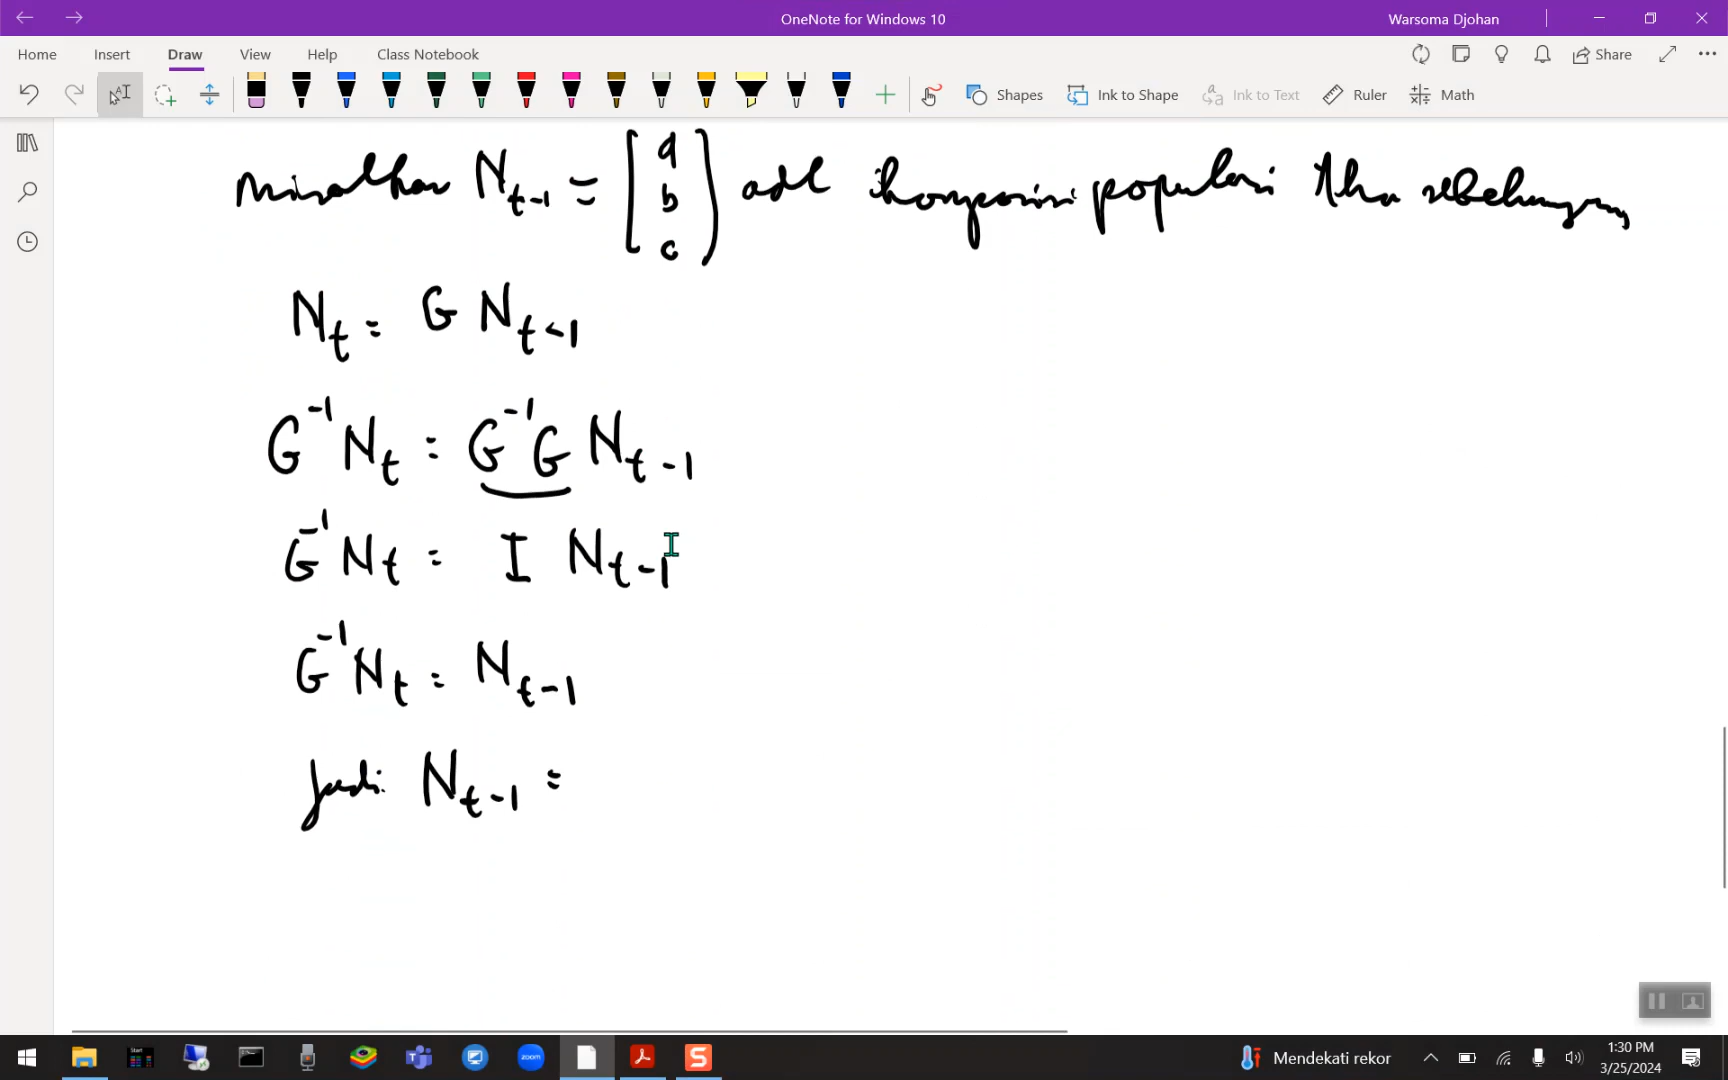 OneNote for Windows 10
Warsoma Djohan
Home Insert Draw View Help Class Notebook
Share
Shapes Ink to Shape Ink to Text Ruler Math
misalkan N_{t-1} = [a b c] adl komposisi populasi thn sebelumnya
N_t = G N_{t-1}
G^{-1} N_t = G^{-1} G N_{t-1}
G^{-1} N_t = I N_{t-1}
G^{-1} N_t = N_{t-1}
Jadi N_{t-1} =
zoom
Mendekati rekor
1:30 PM
3/25/2024